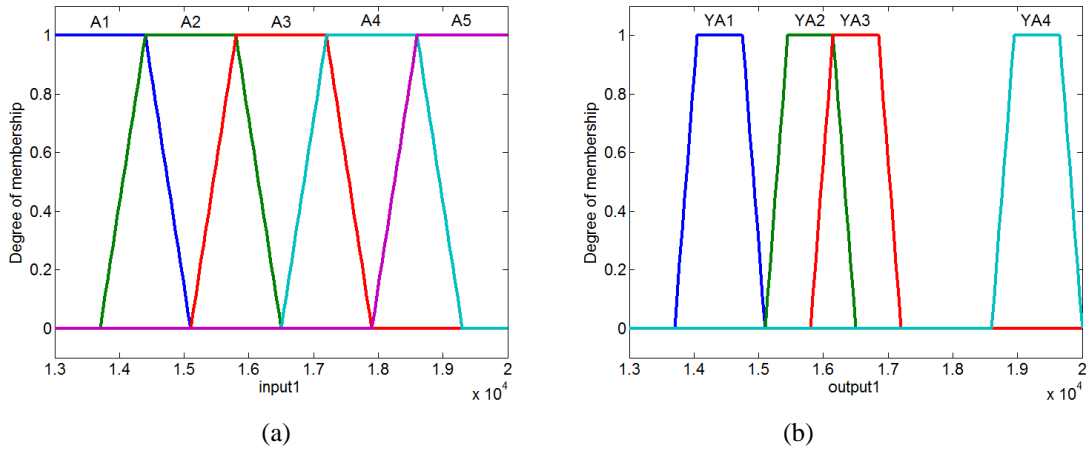 A1 A2 A3 A4 A5
1
0.8
0.6
0.4
0.2
0
Degree of membership
1.3 1.4 1.5 1.6 1.7 1.8 1.9 2
input1
x 10^4
(a)
YA1 YA2 YA3 YA4
1
0.8
0.6
0.4
0.2
0
Degree of membership
1.3 1.4 1.5 1.6 1.7 1.8 1.9 2
output1
x 10^4
(b)